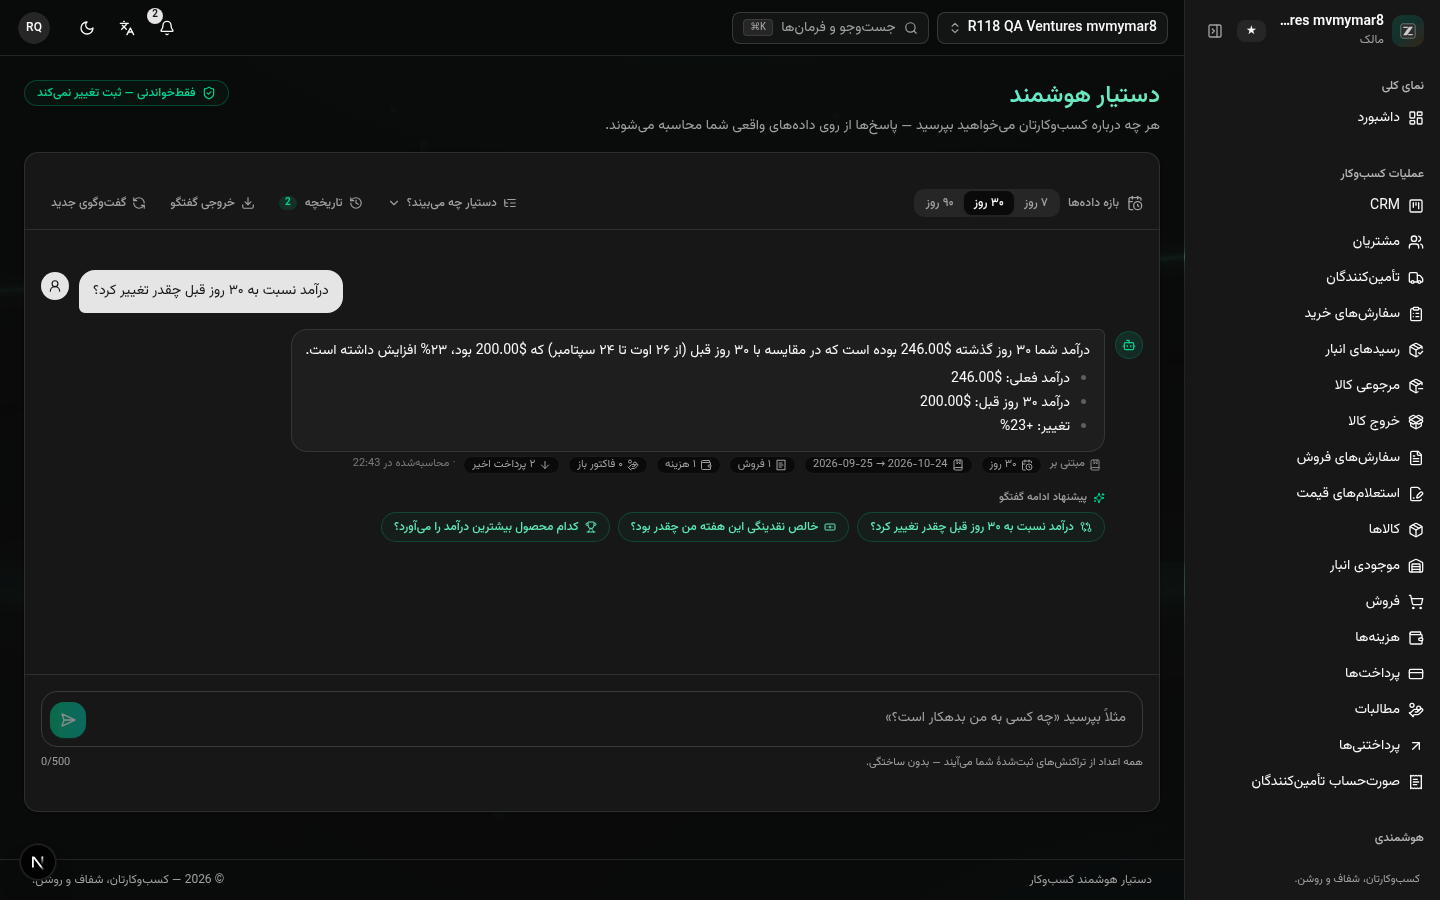 …res mvmymar8
مالک
نمای کلی
داشبورد
عملیات کسب‌وکار
CRM
مشتریان
تأمین‌کنندگان
سفارش‌های خرید
رسیدهای انبار
مرجوعی کالا
خروج کالا
سفارش‌های فروش
استعلام‌های قیمت
کالاها
موجودی انبار
فروش
هزینه‌ها
پرداخت‌ها
مطالبات
پرداختنی‌ها
صورت‌حساب تأمین‌کنندگان
هوشمندی
کسب‌وکارتان، شفاف و روشن.
R118 QA Ventures mvmymar8
جست‌وجو و فرمان‌ها
⌘K
2
RQ
دستیار هوشمند
فقط‌خواندنی — ثبت تغییر نمی‌کند
هر چه درباره کسب‌وکارتان می‌خواهید بپرسید — پاسخ‌ها از روی داده‌های واقعی شما محاسبه می‌شوند.
بازه داده‌ها
۷ روز
۳۰ روز
۹۰ روز
دستیار چه می‌بیند؟
تاریخچه 2
خروجی گفتگو
گفت‌وگوی جدید
درآمد نسبت به ۳۰ روز قبل چقدر تغییر کرد؟
درآمد شما ۳۰ روز گذشته $246.00 بوده است که در مقایسه با ۳۰ روز قبل (از ۲۶ اوت تا ۲۴ سپتامبر) که $200.00 بود، ۲۳% افزایش داشته است.
درآمد فعلی: $246.00
درآمد ۳۰ روز قبل: $200.00
تغییر: +23%
مبتنی بر
۳۰ روز
2026-09-25 → 2026-10-24
۱ فروش
۱ هزینه
۰ فاکتور باز
۲ پرداخت اخیر
· محاسبه‌شده در 22:43
پیشنهاد ادامه گفتگو
درآمد نسبت به ۳۰ روز قبل چقدر تغییر کرد؟
خالص نقدینگی این هفته من چقدر بود؟
کدام محصول بیشترین درآمد را می‌آورد؟
مثلاً بپرسید «چه کسی به من بدهکار است؟»
همه اعداد از تراکنش‌های ثبت‌شدهٔ شما می‌آیند — بدون ساختگی.
0/500
دستیار هوشمند کسب‌وکار
© 2026 — کسب‌وکارتان، شفاف و روشن.
N